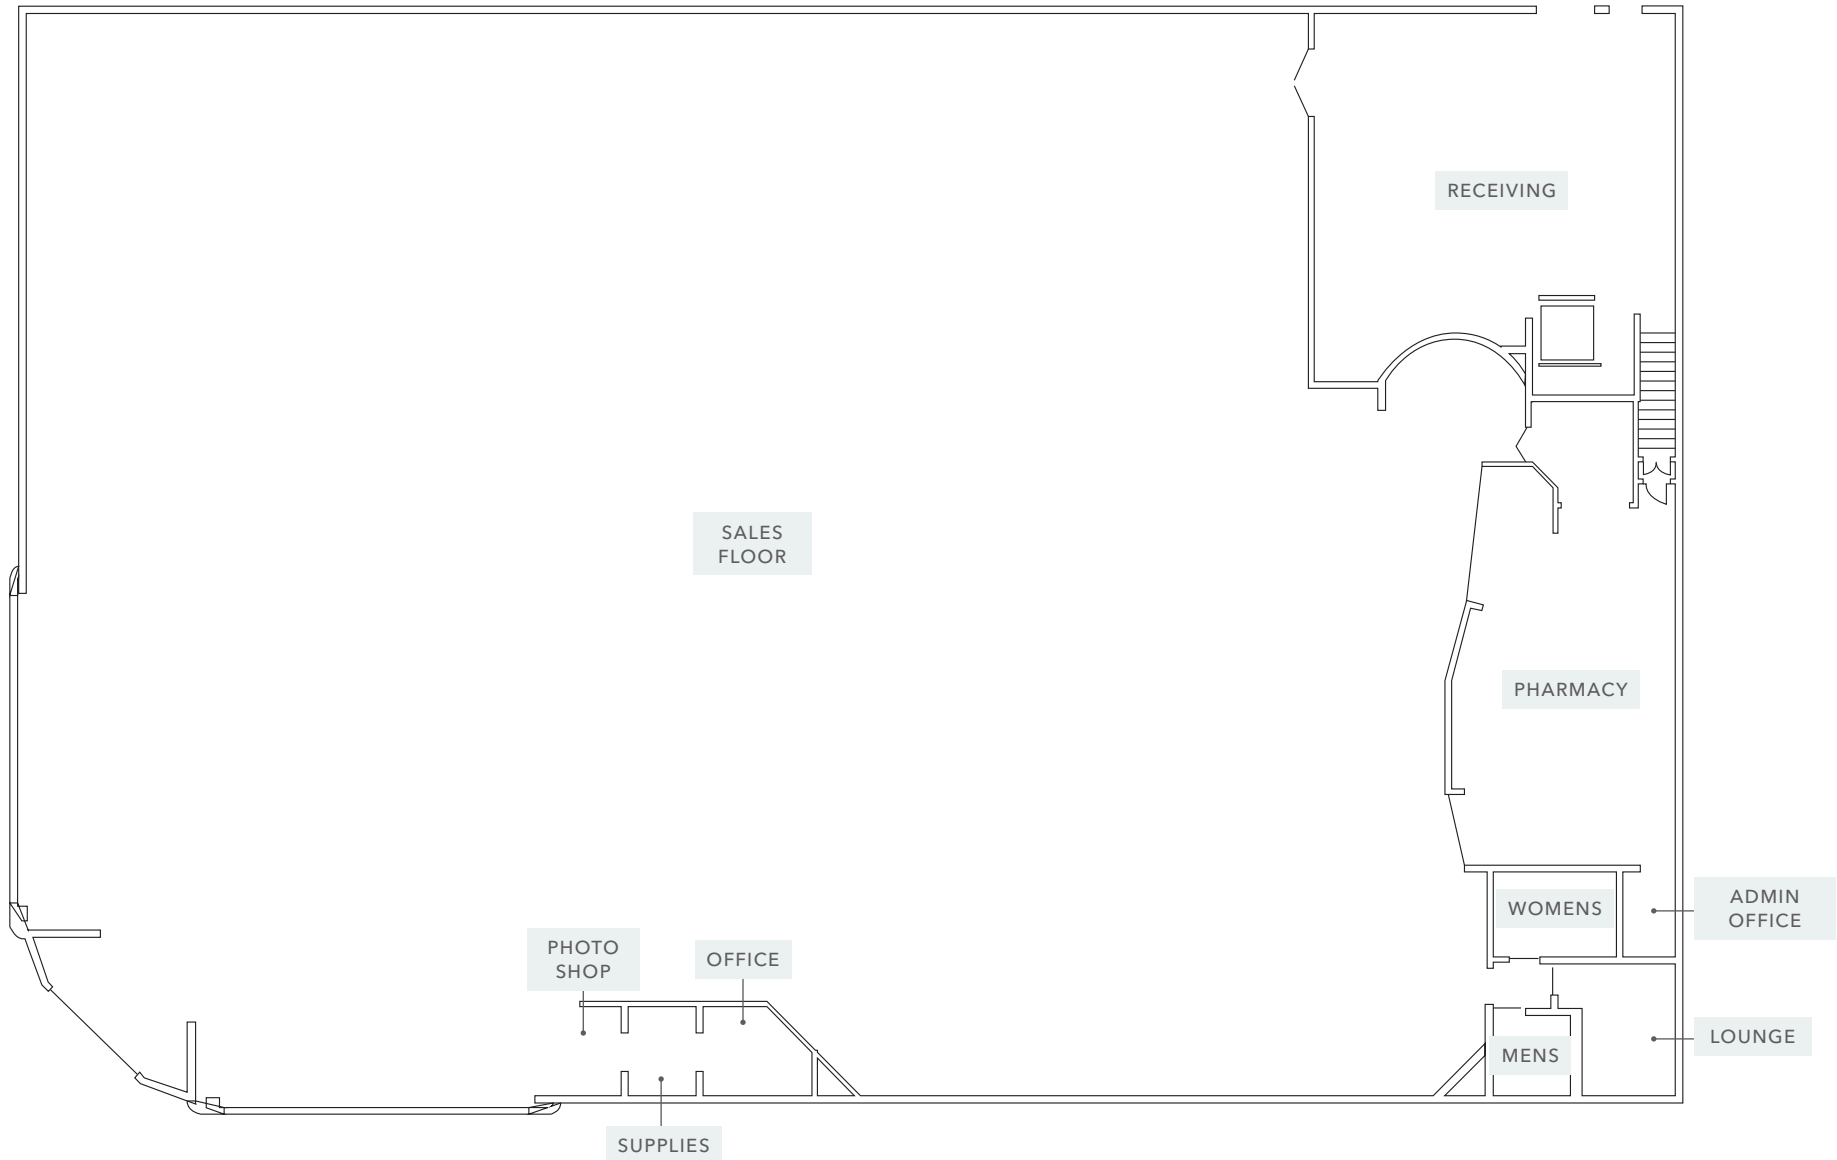 RECEIVING
SALES
FLOOR
PHARMACY
WOMENS
ADMIN
OFFICE
PHOTO
SHOP
OFFICE
LOUNGE
MENS
SUPPLIES